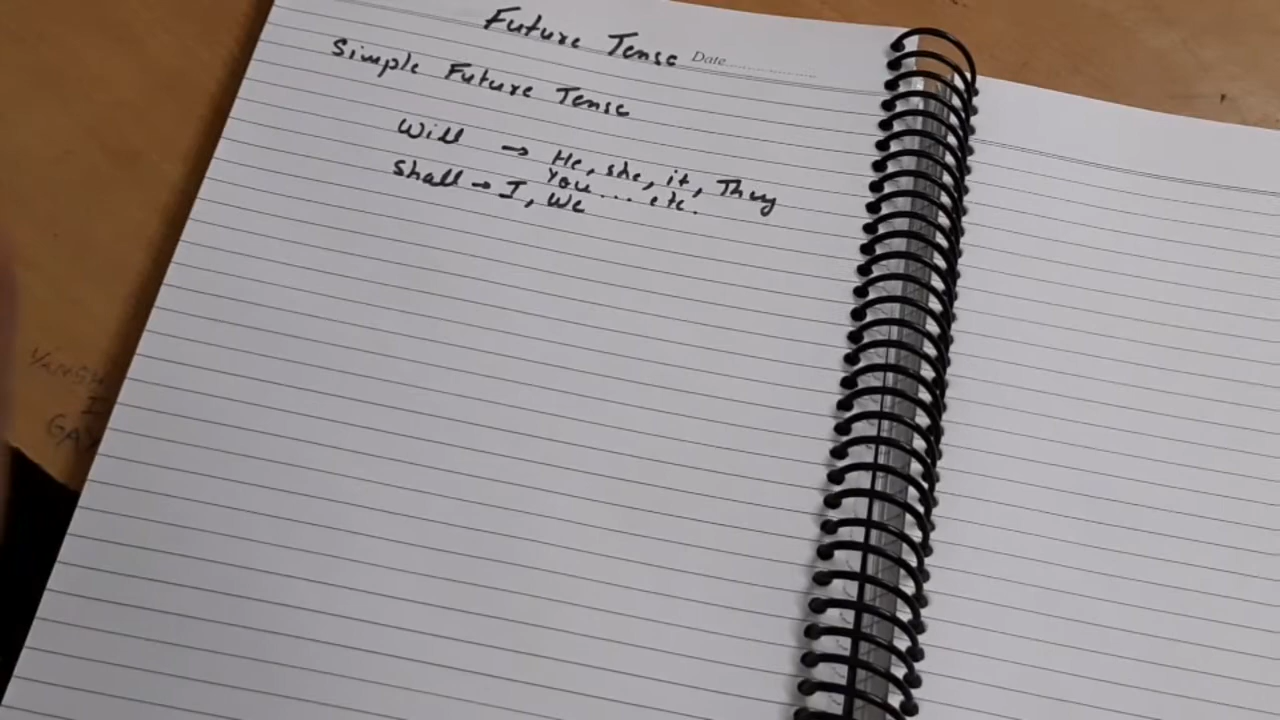 Future Tense Date
Simple Future Tense
Will → He, she, it, They
You ... etc.
Shall → I, We